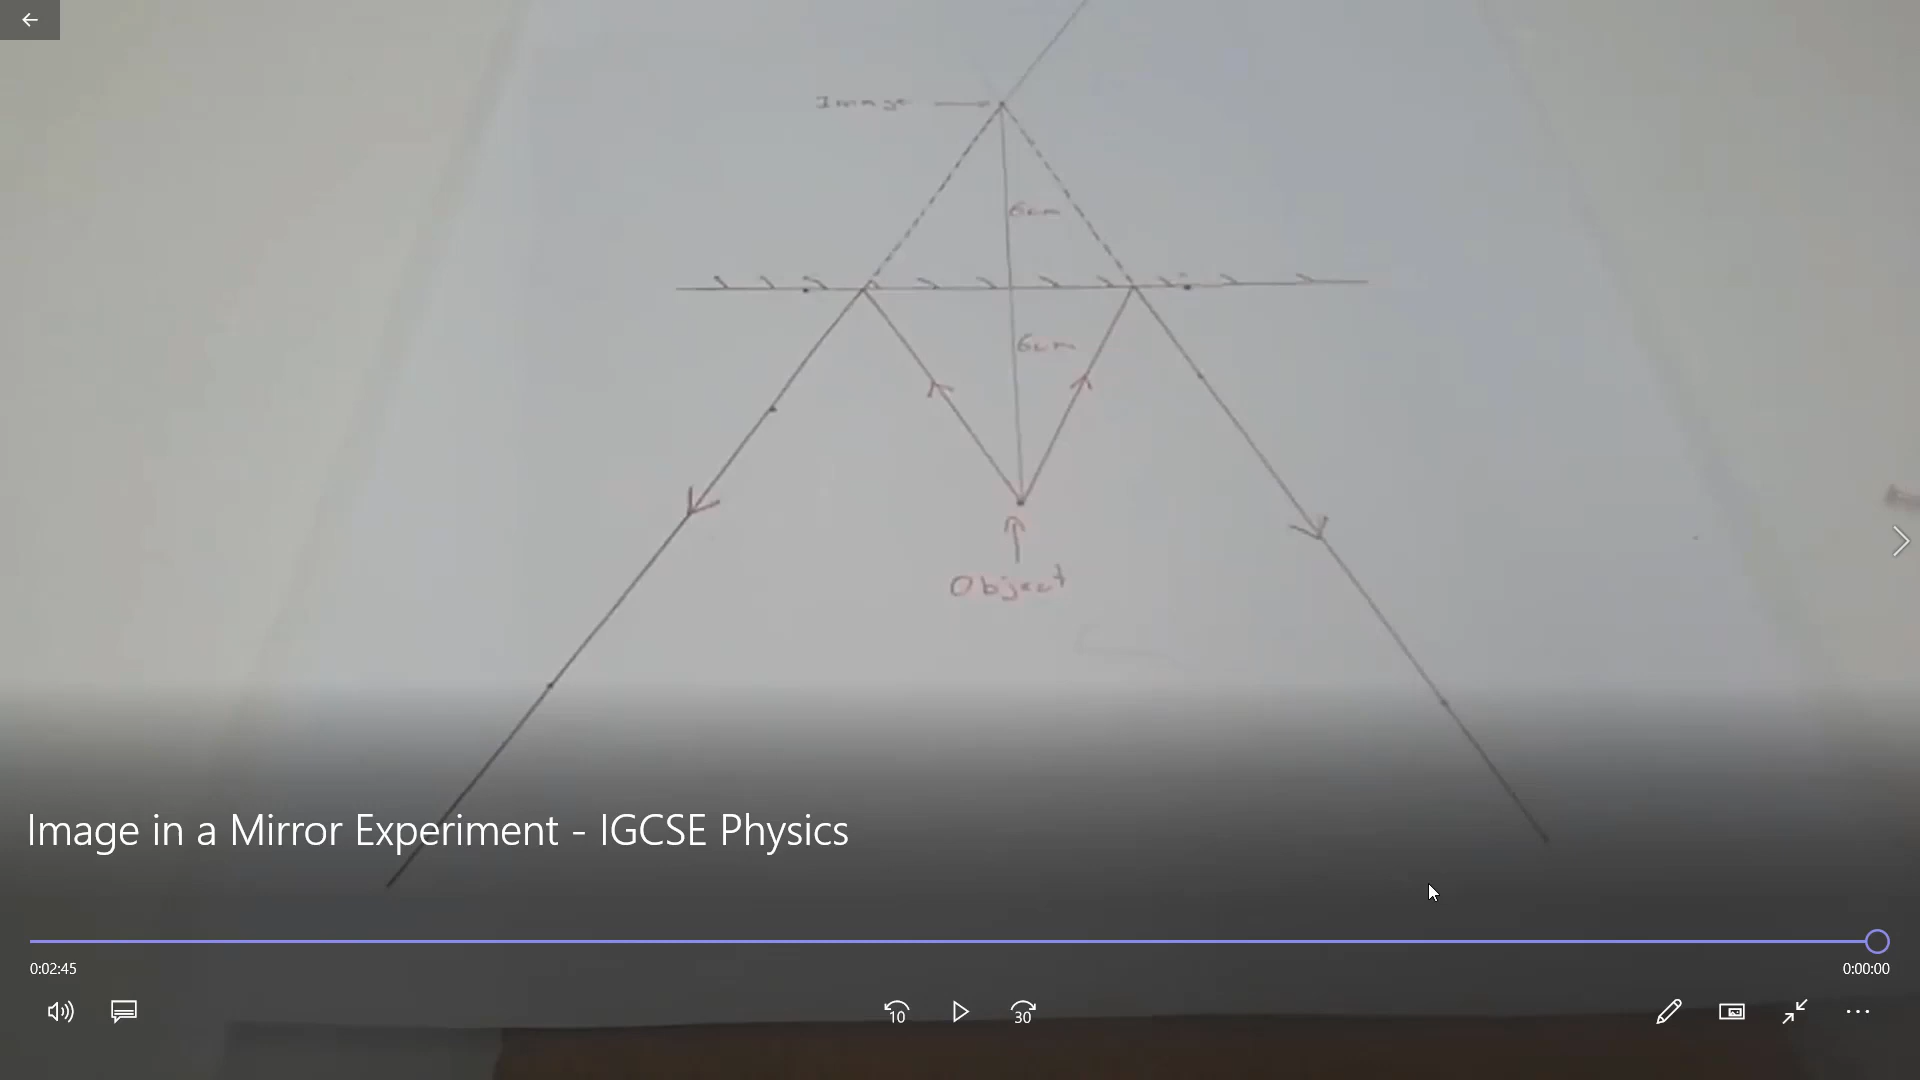 Image
6cm
6cm
Object
Image in a Mirror Experiment - IGCSE Physics
0:02:45
0:00:00
10
30